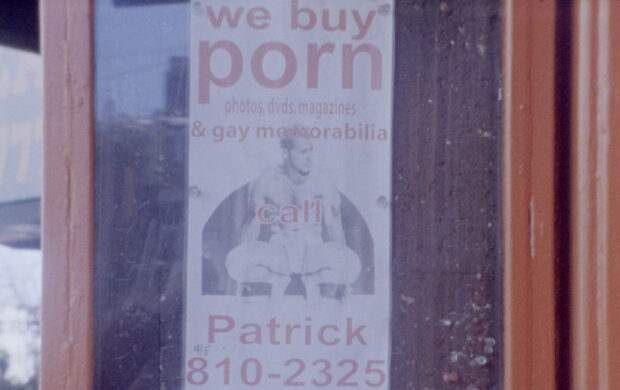 we buy
porn
photos, dvds, magazines
& gay memorabilia
call
Patrick
415
810-2325